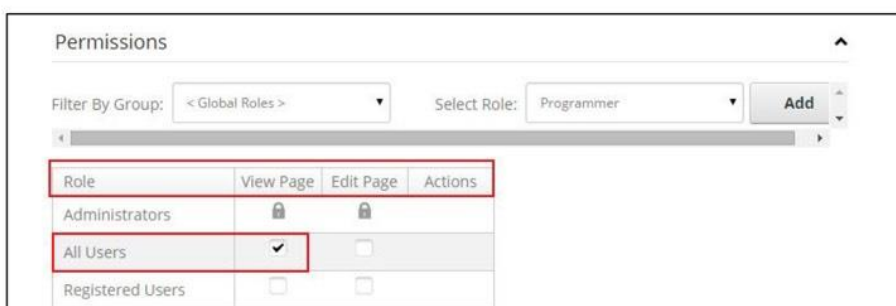 Permissions
Filter By Group: < Global Roles > Select Role: Programmer Add
Role View Page Edit Page Actions
Administrators
All Users
Registered Users